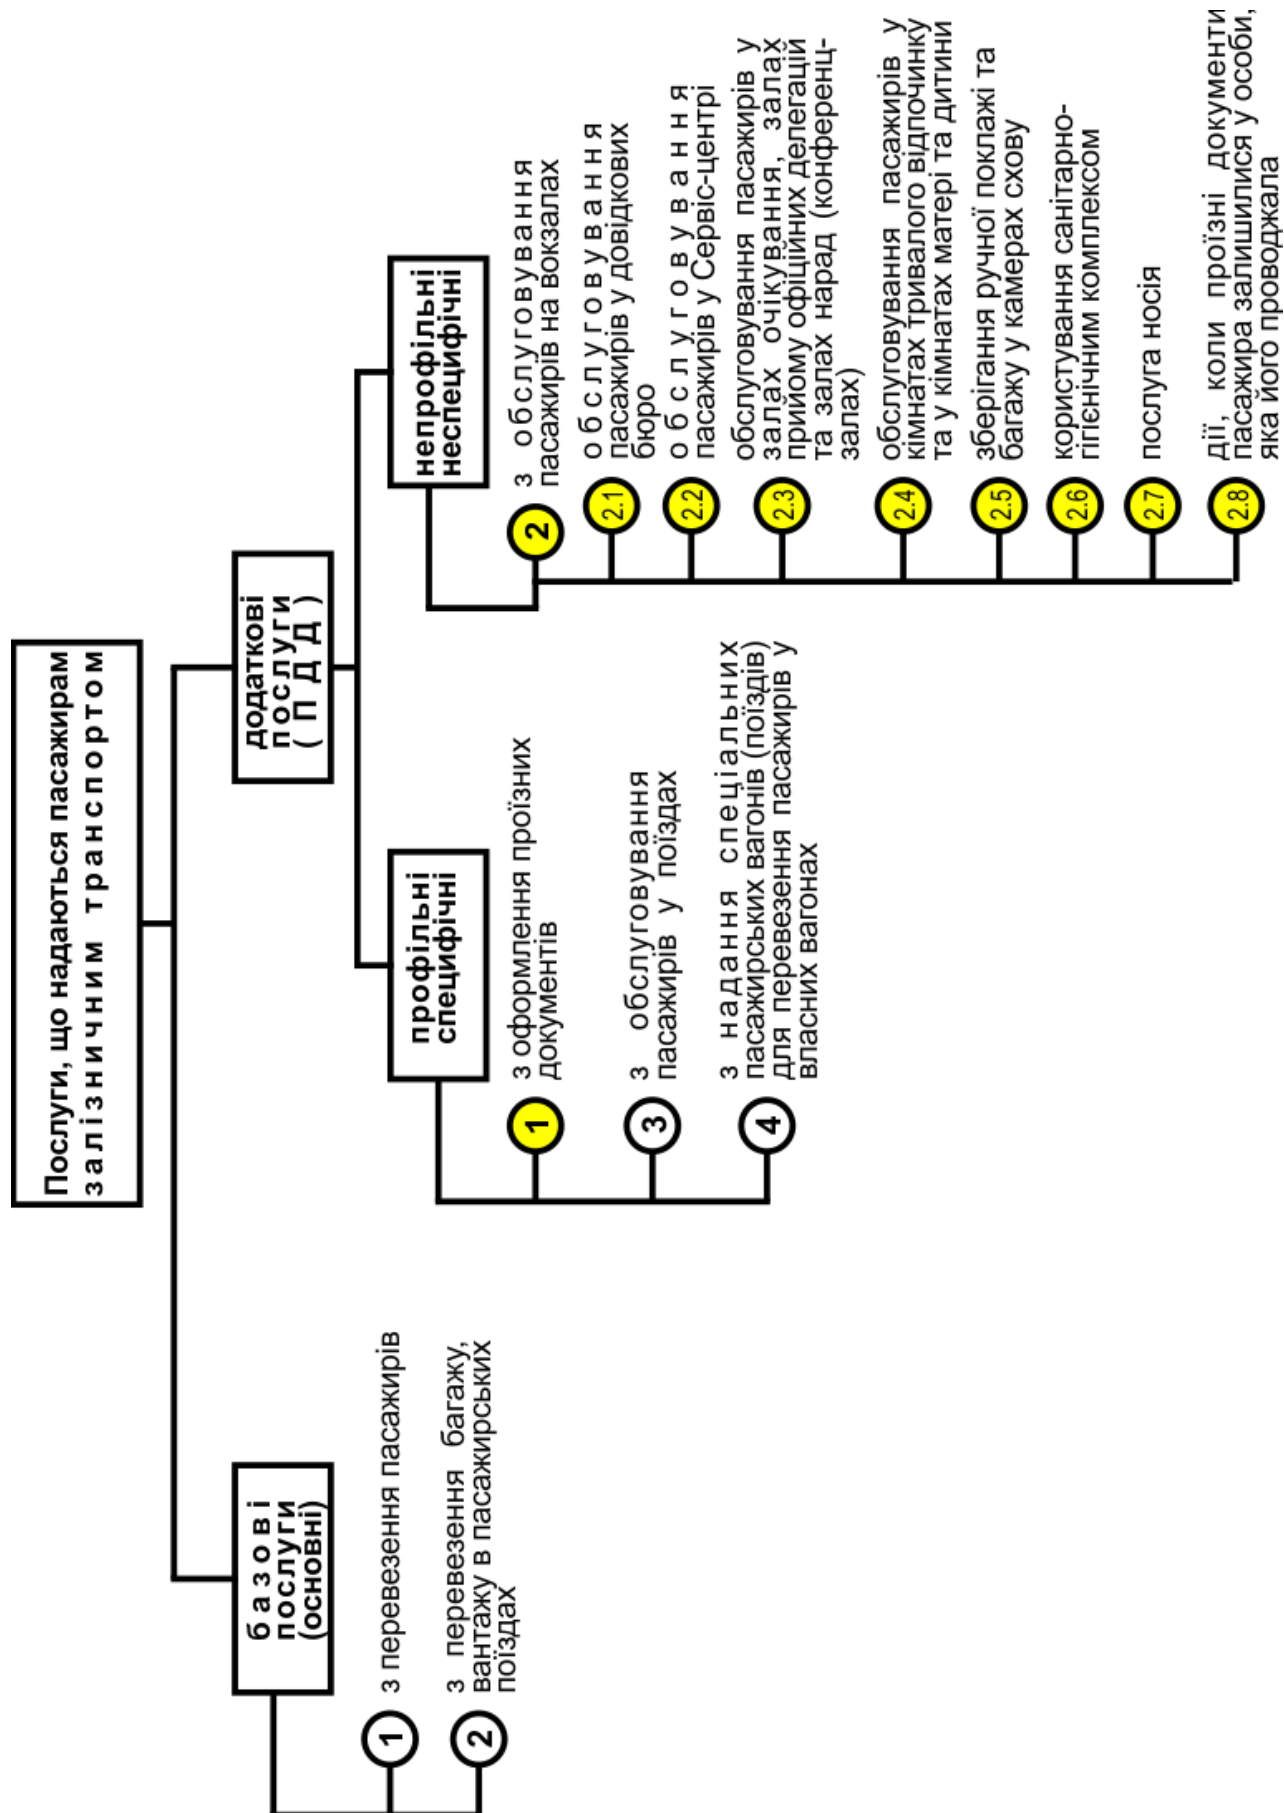 Послуги, що надаються пасажирам
залізничним транспортом
базові
послуги
(основні)
1
з перевезення пасажирів
2
з перевезення багажу,
вантажу в пасажирських
поїздах
додаткові
послуги
(ПДД)
профільні
специфічні
1
з оформлення проїзних
документів
3
з обслуговування
пасажирів у поїздах
4
з надання спеціальних
пасажирських вагонів (поїздів)
для перевезення пасажирів у
власних вагонах
непрофільні
неспецифічні
2
з обслуговування
пасажирів на вокзалах
2.1
обслуговування
пасажирів у довідкових
бюро
2.2
обслуговування
пасажирів у Сервіс-центрі
2.3
обслуговування пасажирів у
залах очікування, залах
прийому офіційних делегацій
та залах нарад (конференц-
залах)
2.4
обслуговування пасажирів у
кімнатах тривалого відпочинку
та у кімнатах матері та дитини
2.5
зберігання ручної поклажі та
багажу у камерах схову
2.6
користування санітарно-
гігієнічним комплексом
2.7
послуга носія
2.8
дії, коли проїзні документи
пасажира залишилися у особи,
яка його проводжала